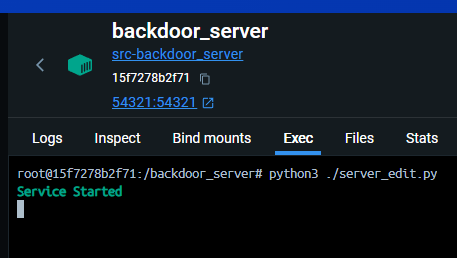 backdoor_server
src-backdoor_server
15f7278b2f71
54321:54321
Logs Inspect Bind mounts Exec Files Stats
root@15f7278b2f71:/backdoor_server# python3 ./server_edit.py
Service Started